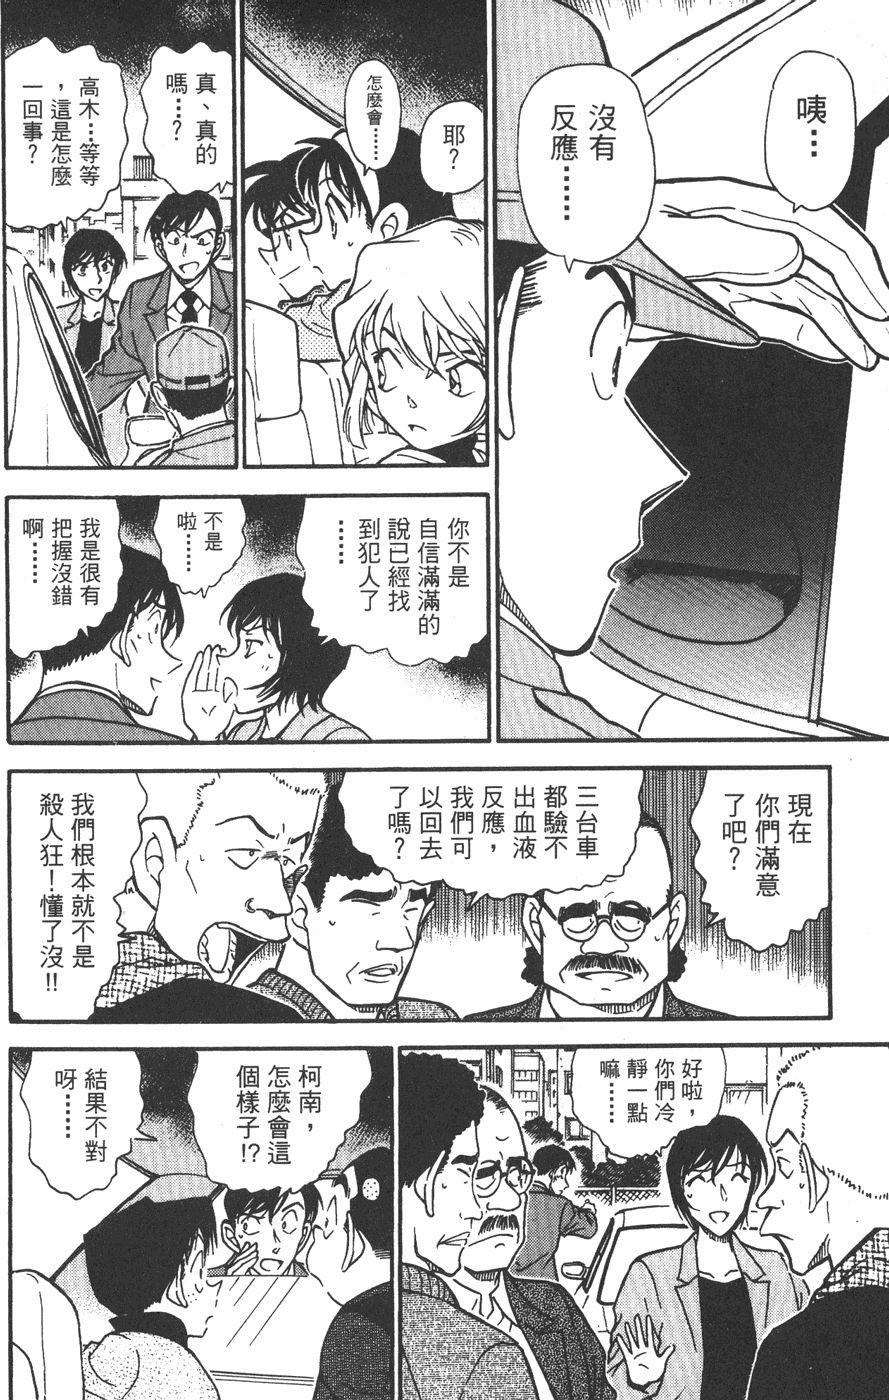 咦…
沒有
反應……
耶?
怎麼會……
真、真的
嗎…?
高木…等等
，這是怎麼
一回事?
你不是
自信滿滿的
說已經找
到犯人了
……
不是
啦……
我是很有
把握沒錯
啊……
現在
你們滿意
了吧?
三台車
都驗不
出血液
反應，
我們可
以回去
了嗎?
我們根本就不是
殺人狂!懂了沒!!
好啦，
你們冷
靜一點
嘛……
柯南，
怎麼會這
個樣子!?
結果不對
呀……